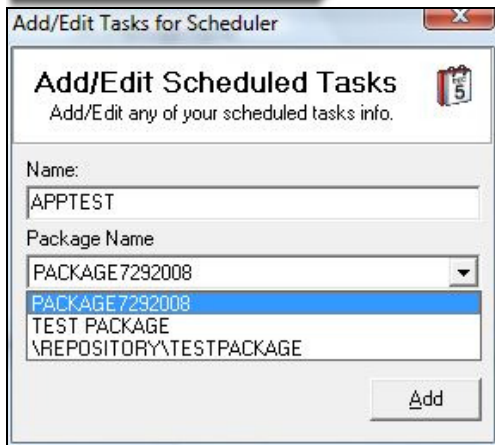 Add/Edit Tasks for Scheduler
Add/Edit Scheduled Tasks
Add/Edit any of your scheduled tasks info.
5
Name:
APPTEST
Package Name
PACKAGE7292008
PACKAGE7292008
TEST PACKAGE
\REPOSITORY\TESTPACKAGE
Add